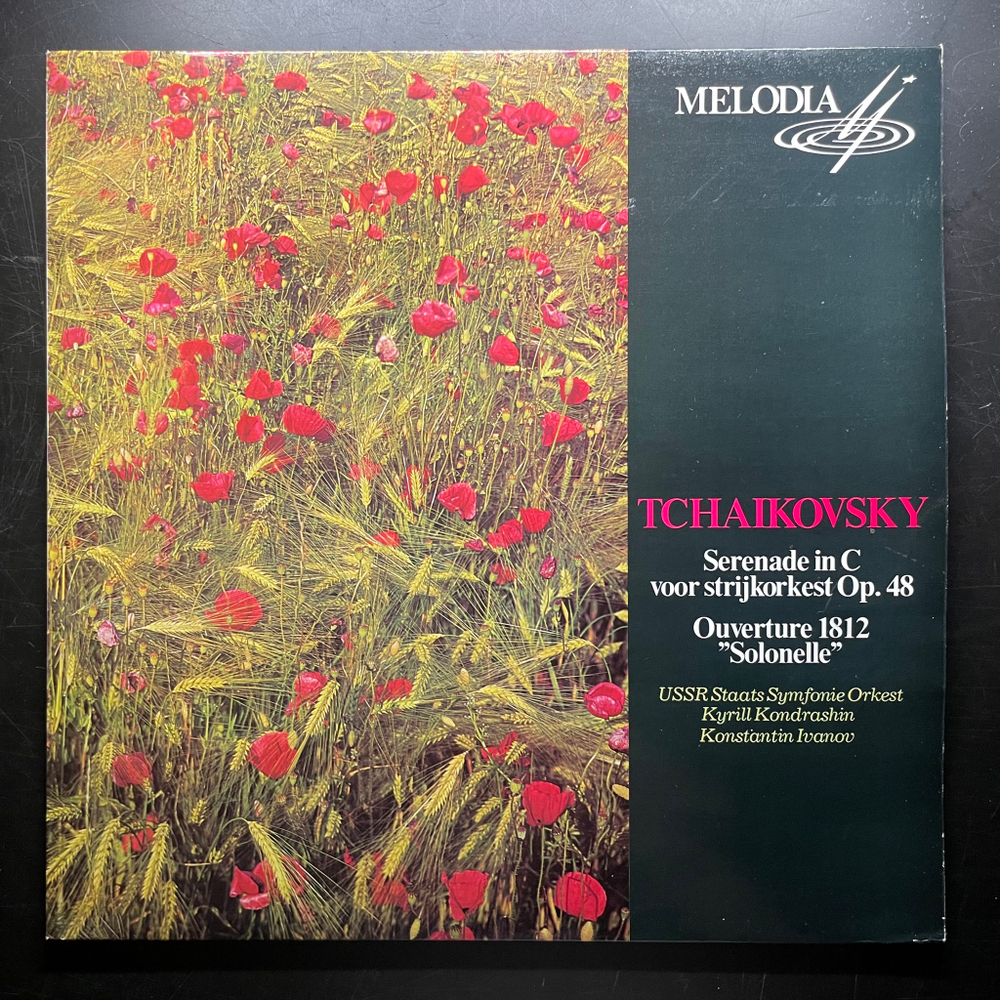 MELODIA
TCHAIKOVSKY
Serenade in C
voor strijkorkest Op. 48
Ouverture 1812
”Solonelle”
USSR Staats Symfonie Orkest
Kyrill Kondrashin
Konstantin Ivanov